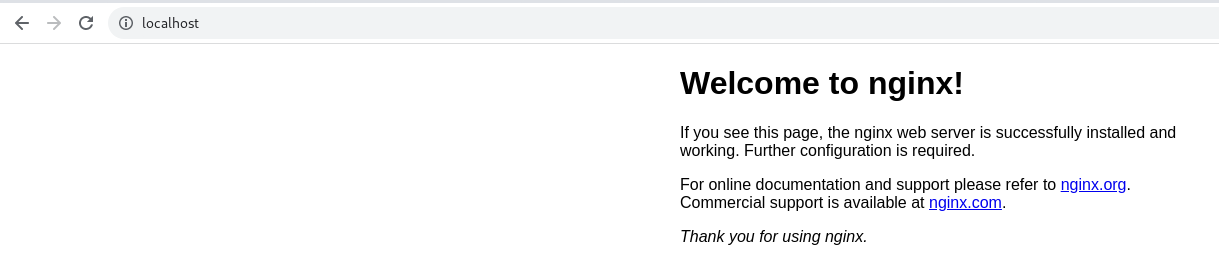 localhost
Welcome to nginx!
If you see this page, the nginx web server is successfully installed and
working. Further configuration is required.
For online documentation and support please refer to nginx.org.
Commercial support is available at nginx.com.
Thank you for using nginx.